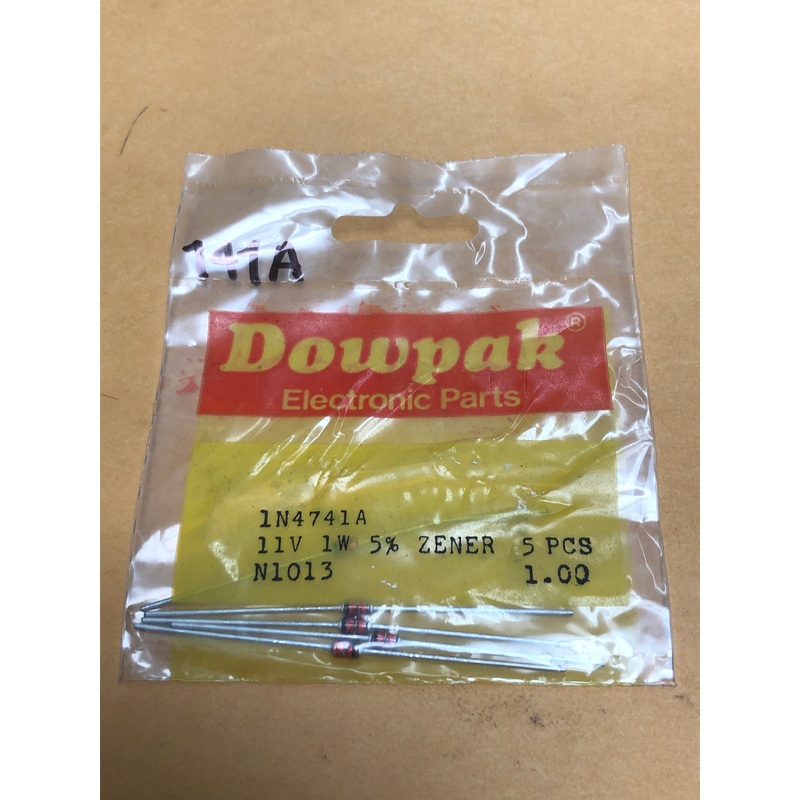 741A
Dowpak®
Electronic Parts
1N4741A
11V 1W 5% ZENER 5 PCS
N1013 1.00